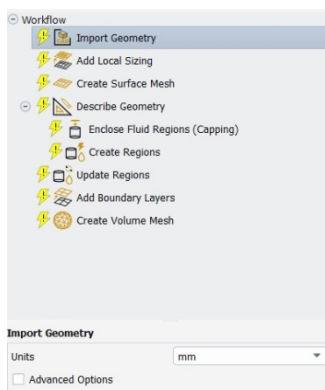 Workflow
Import Geometry
Add Local Sizing
Create Surface Mesh
Describe Geometry
Enclose Fluid Regions (Capping)
Create Regions
Update Regions
Add Boundary Layers
Create Volume Mesh
Import Geometry
Units mm
Advanced Options